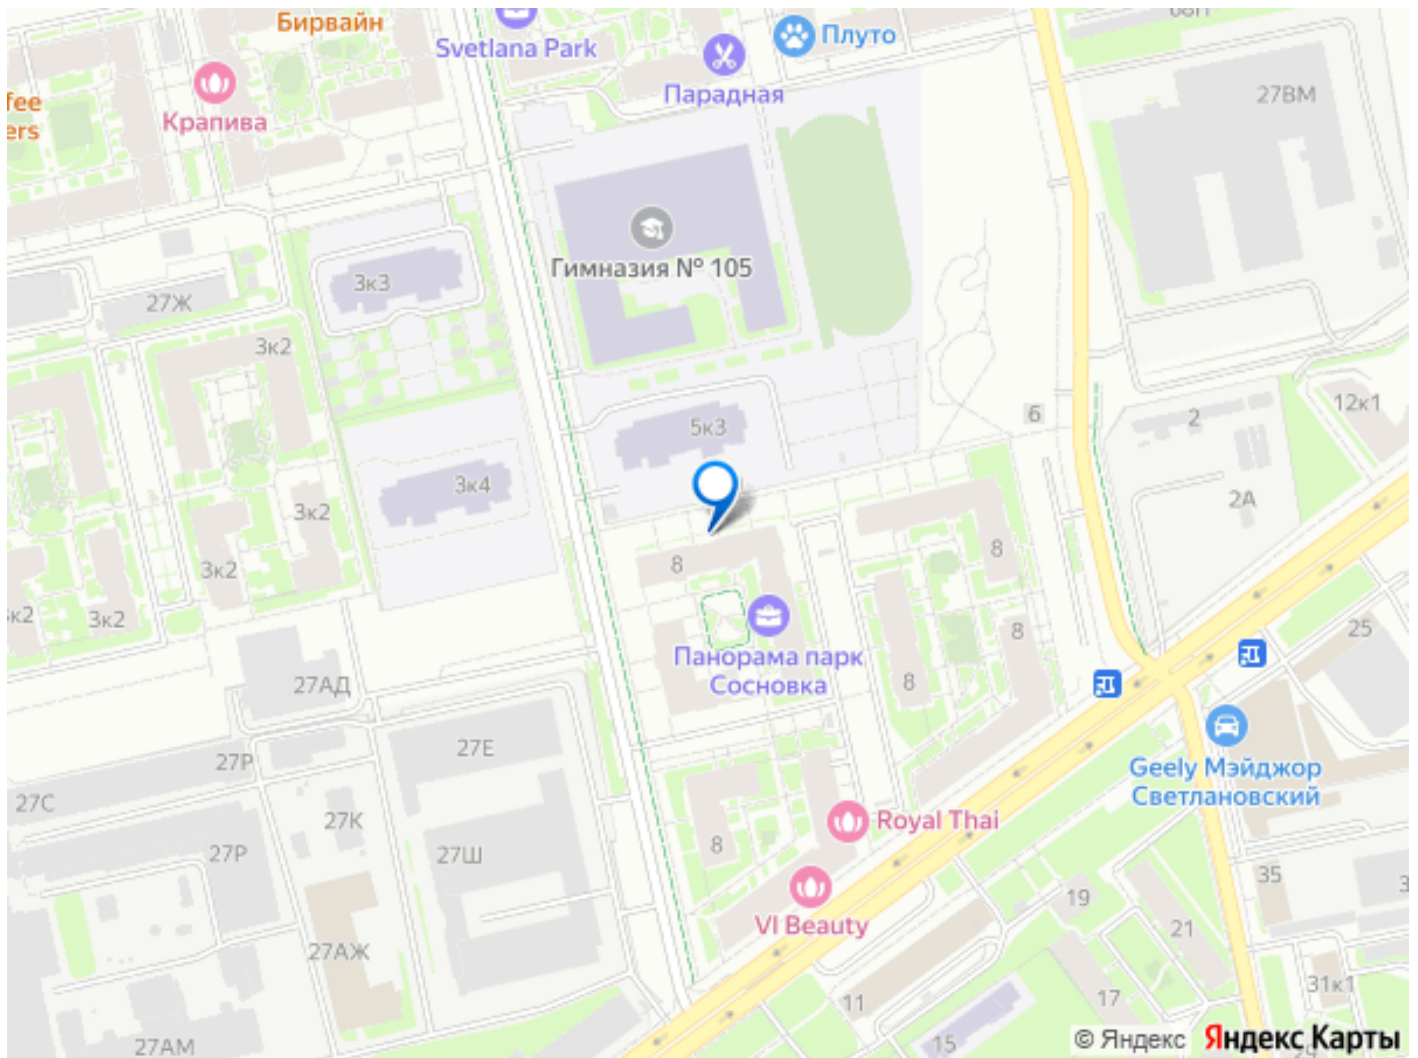 Бирвайн
Svetlana Park
Плуто
Парадная
27ВМ
fee
ers
Крапива
Гимназия № 105
3к3
27Ж
3к2
3к2
12к1
6
2
5к3
2А
3к4
3к2
3к2
3к2
8
8
8
8
25
Панорама парк
Сосновка
27АД
27Е
27Р
27С
27К
27Р
27Ш
Geely Мэйджор
Светлановский
Royal Thai
8
VI Beauty
35
19
21
27АЖ
31к1
11
17
15
27АМ
© Яндекс
Яндекс Карты